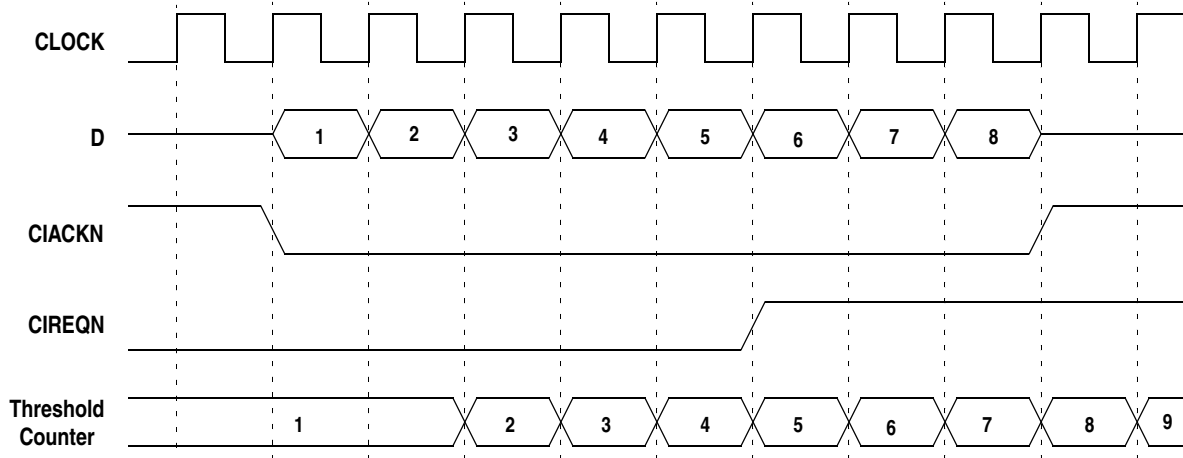 CLOCK
D
1 2 3 4 5 6 7 8
CIACKN
CIREQN
Threshold
Counter
1 2 3 4 5 6 7 8 9